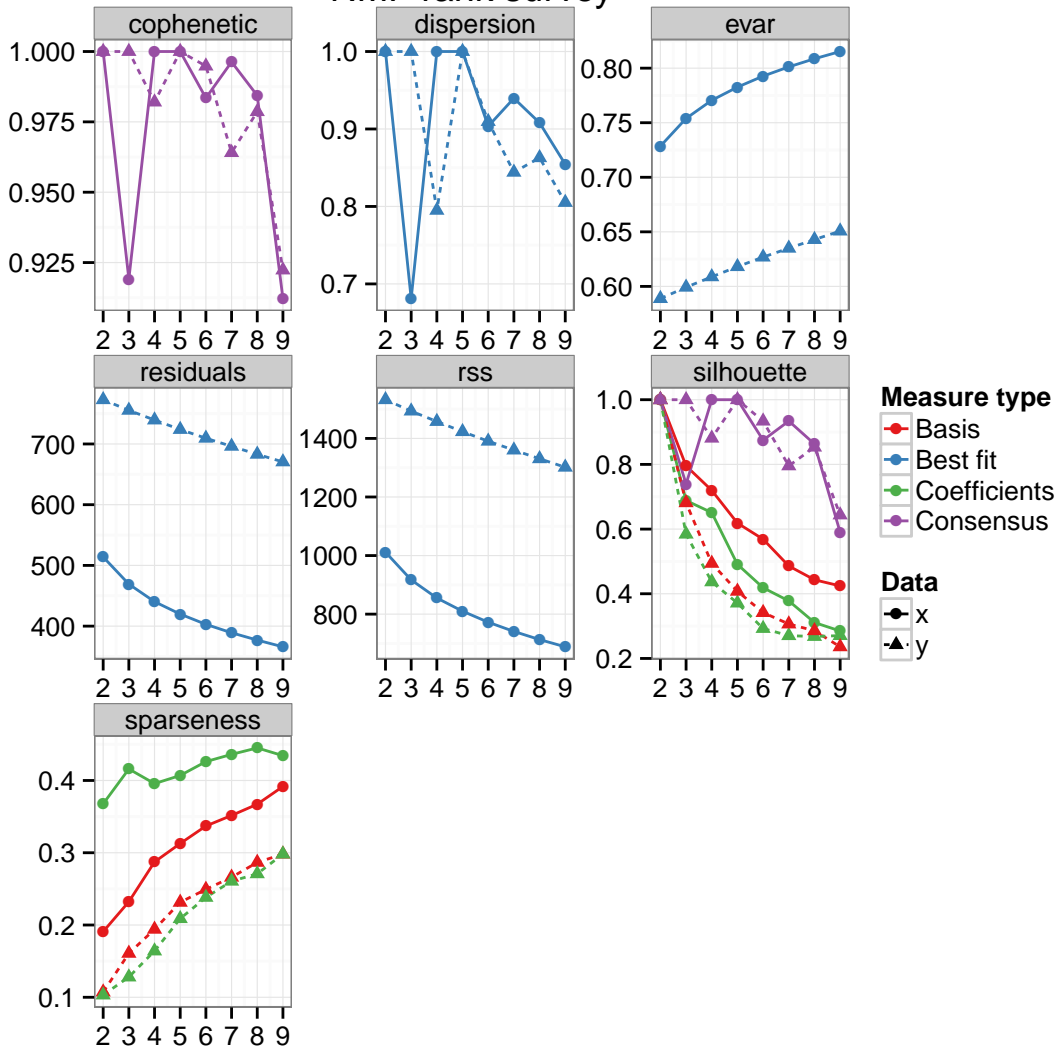 NMF rank survey
cophenetic
dispersion
evar
1.000
0.975
0.950
0.925
1.0
0.9
0.8
0.7
0.80
0.75
0.70
0.65
0.60
2 3 4 5 6 7 8 9
2 3 4 5 6 7 8 9
2 3 4 5 6 7 8 9
residuals
rss
silhouette
700
600
500
400
1400
1200
1000
800
1.0
0.8
0.6
0.4
0.2
2 3 4 5 6 7 8 9
2 3 4 5 6 7 8 9
2 3 4 5 6 7 8 9
Measure type
Basis
Best fit
Coefficients
Consensus
Data
x
y
sparseness
0.4
0.3
0.2
0.1
2 3 4 5 6 7 8 9